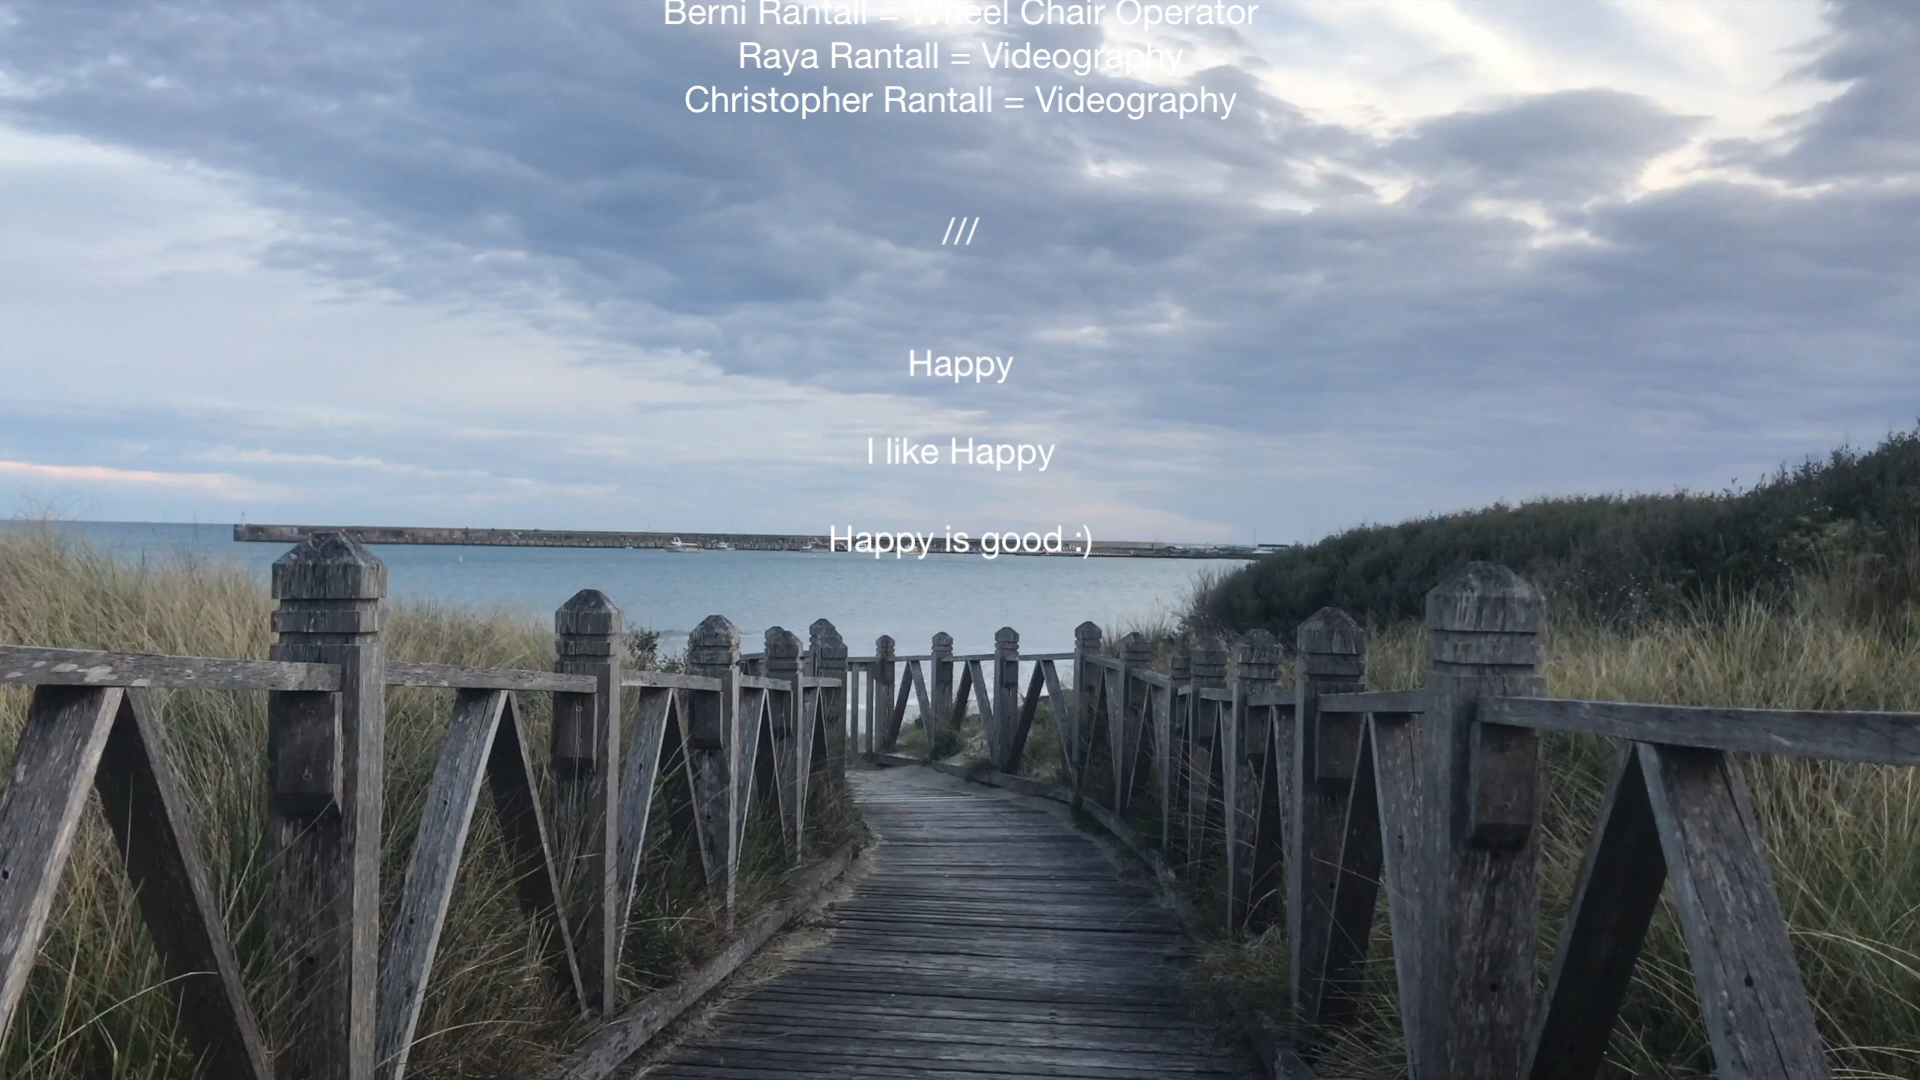 Berni Rantall = Wheel Chair Operator
Raya Rantall = Videography
Christopher Rantall = Videography
///
Happy
I like Happy
Happy is good :)